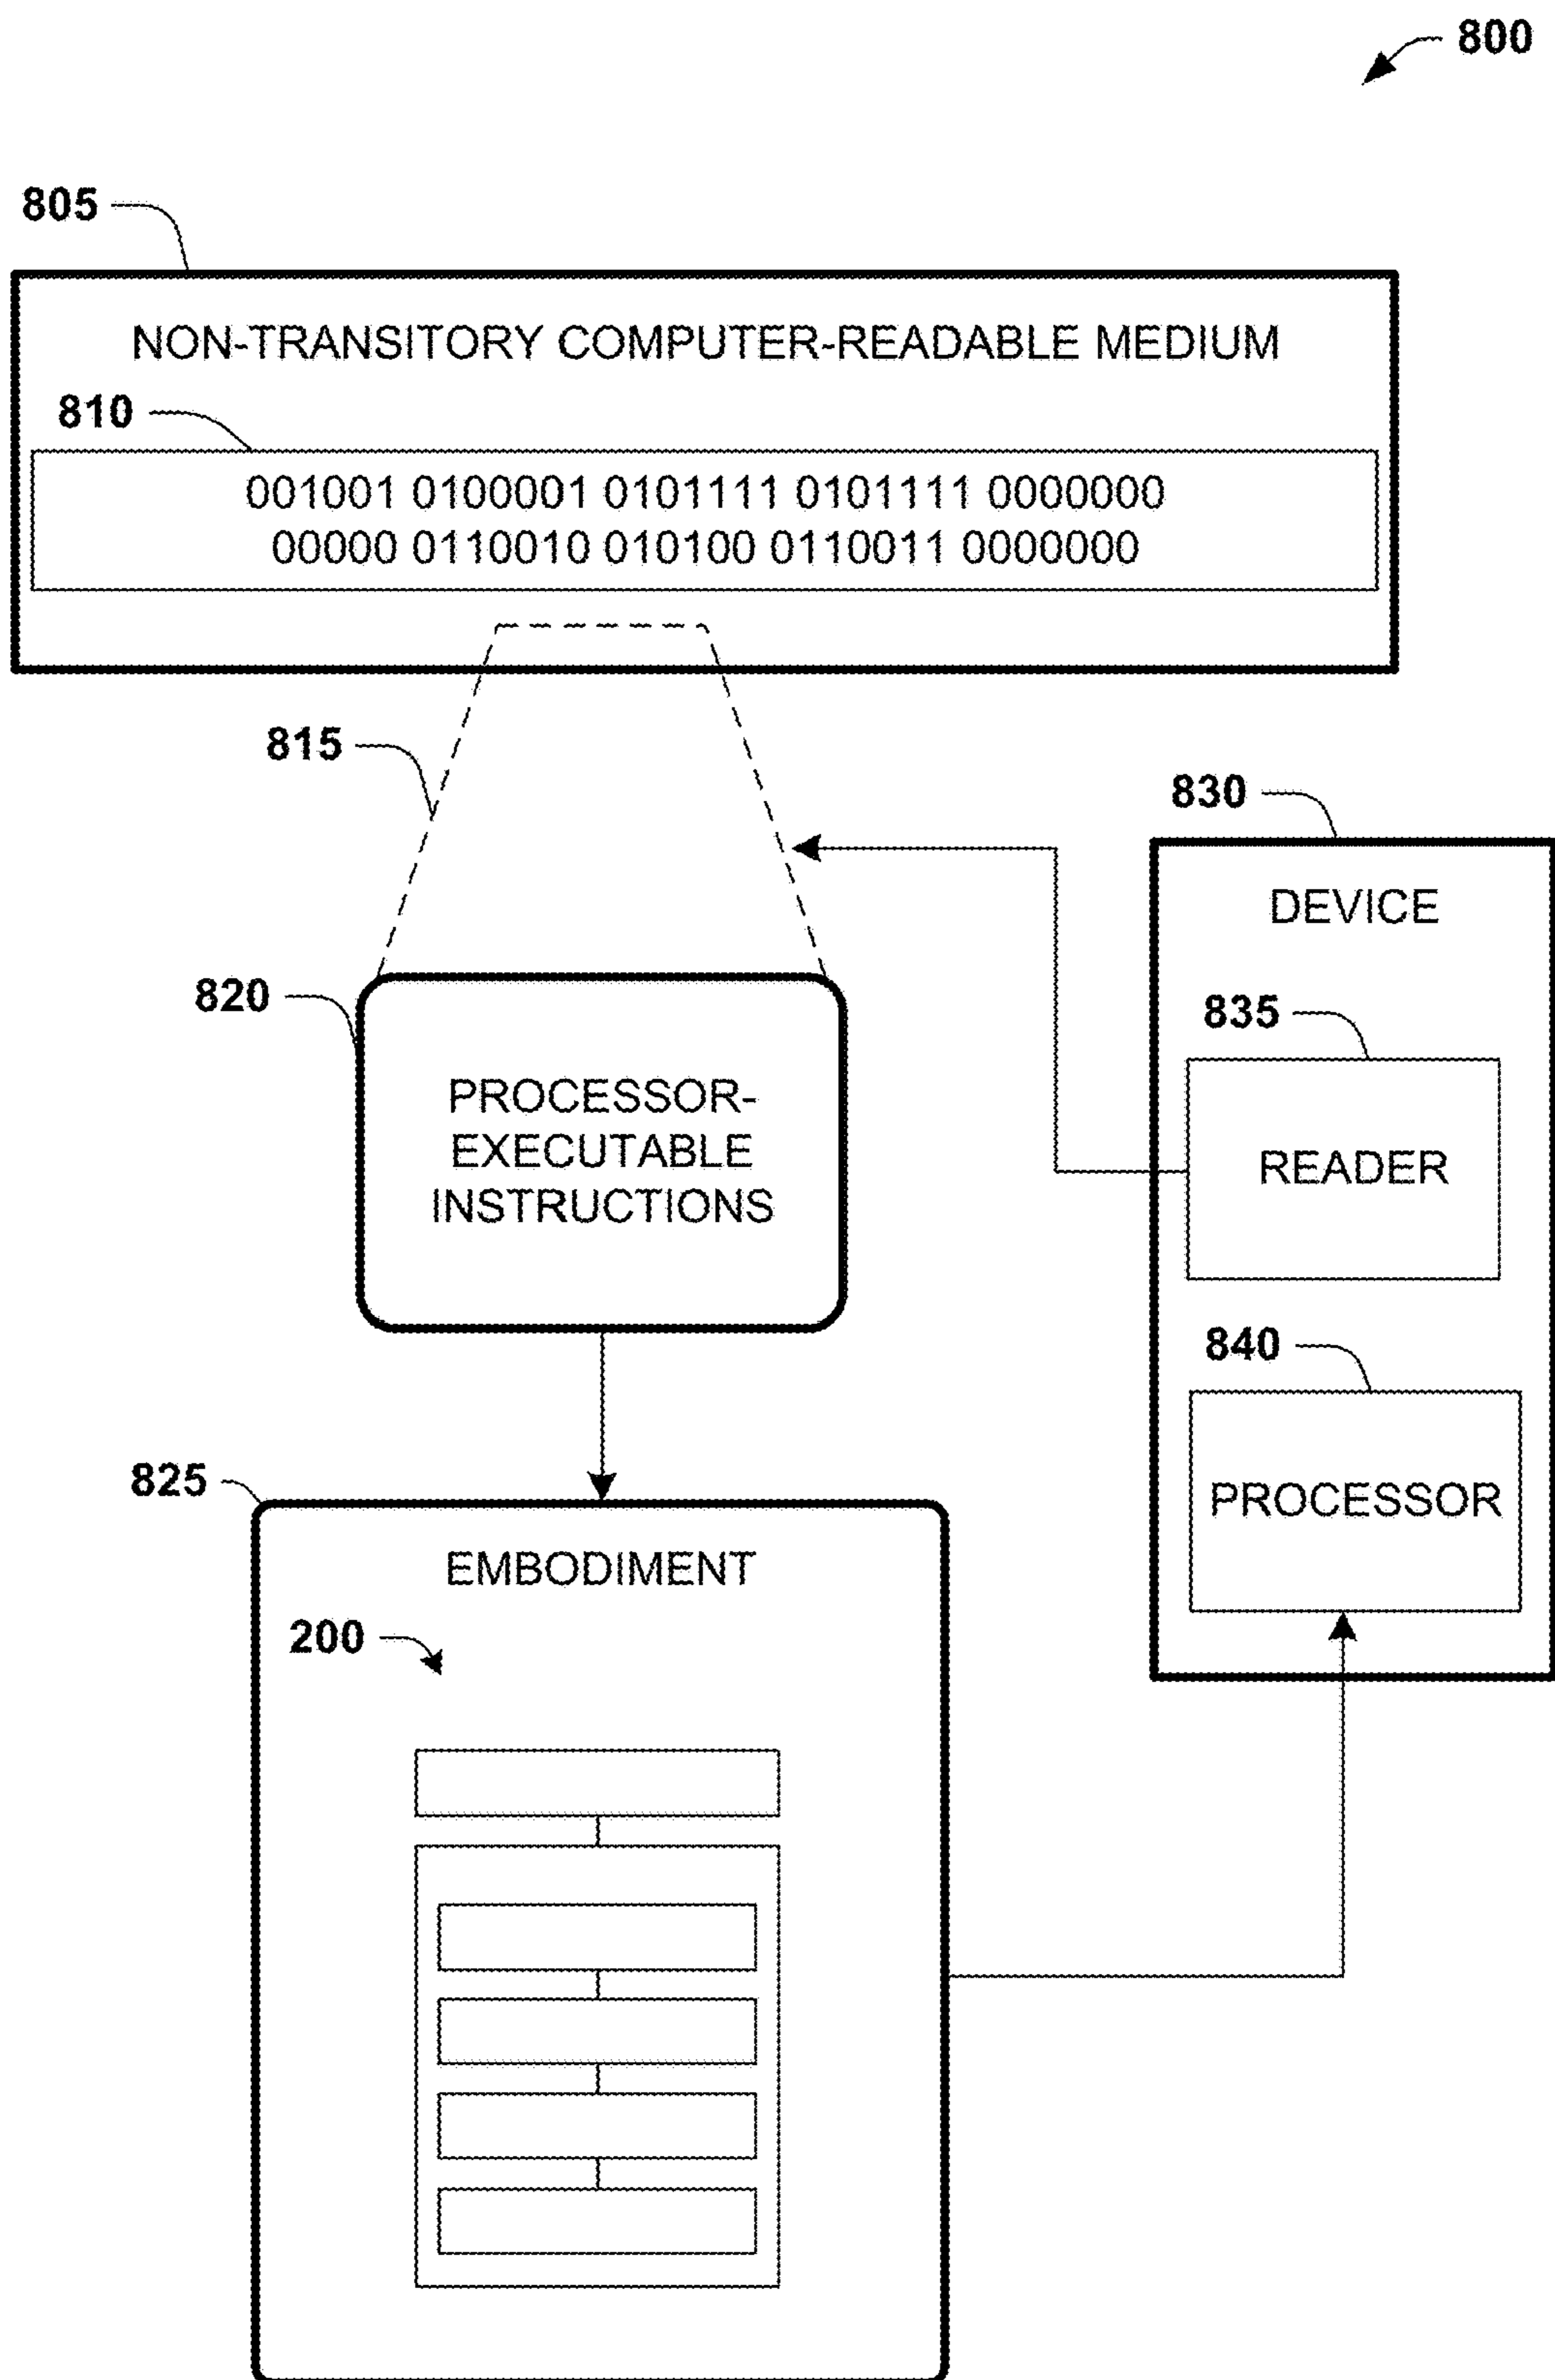 800
805
NON-TRANSITORY COMPUTER-READABLE MEDIUM
810
001001 0100001 0101111 0101111 0000000
00000 0110010 010100 0110011 0000000
815
830
DEVICE
820
835
PROCESSOR-
EXECUTABLE
INSTRUCTIONS
READER
840
PROCESSOR
825
EMBODIMENT
200